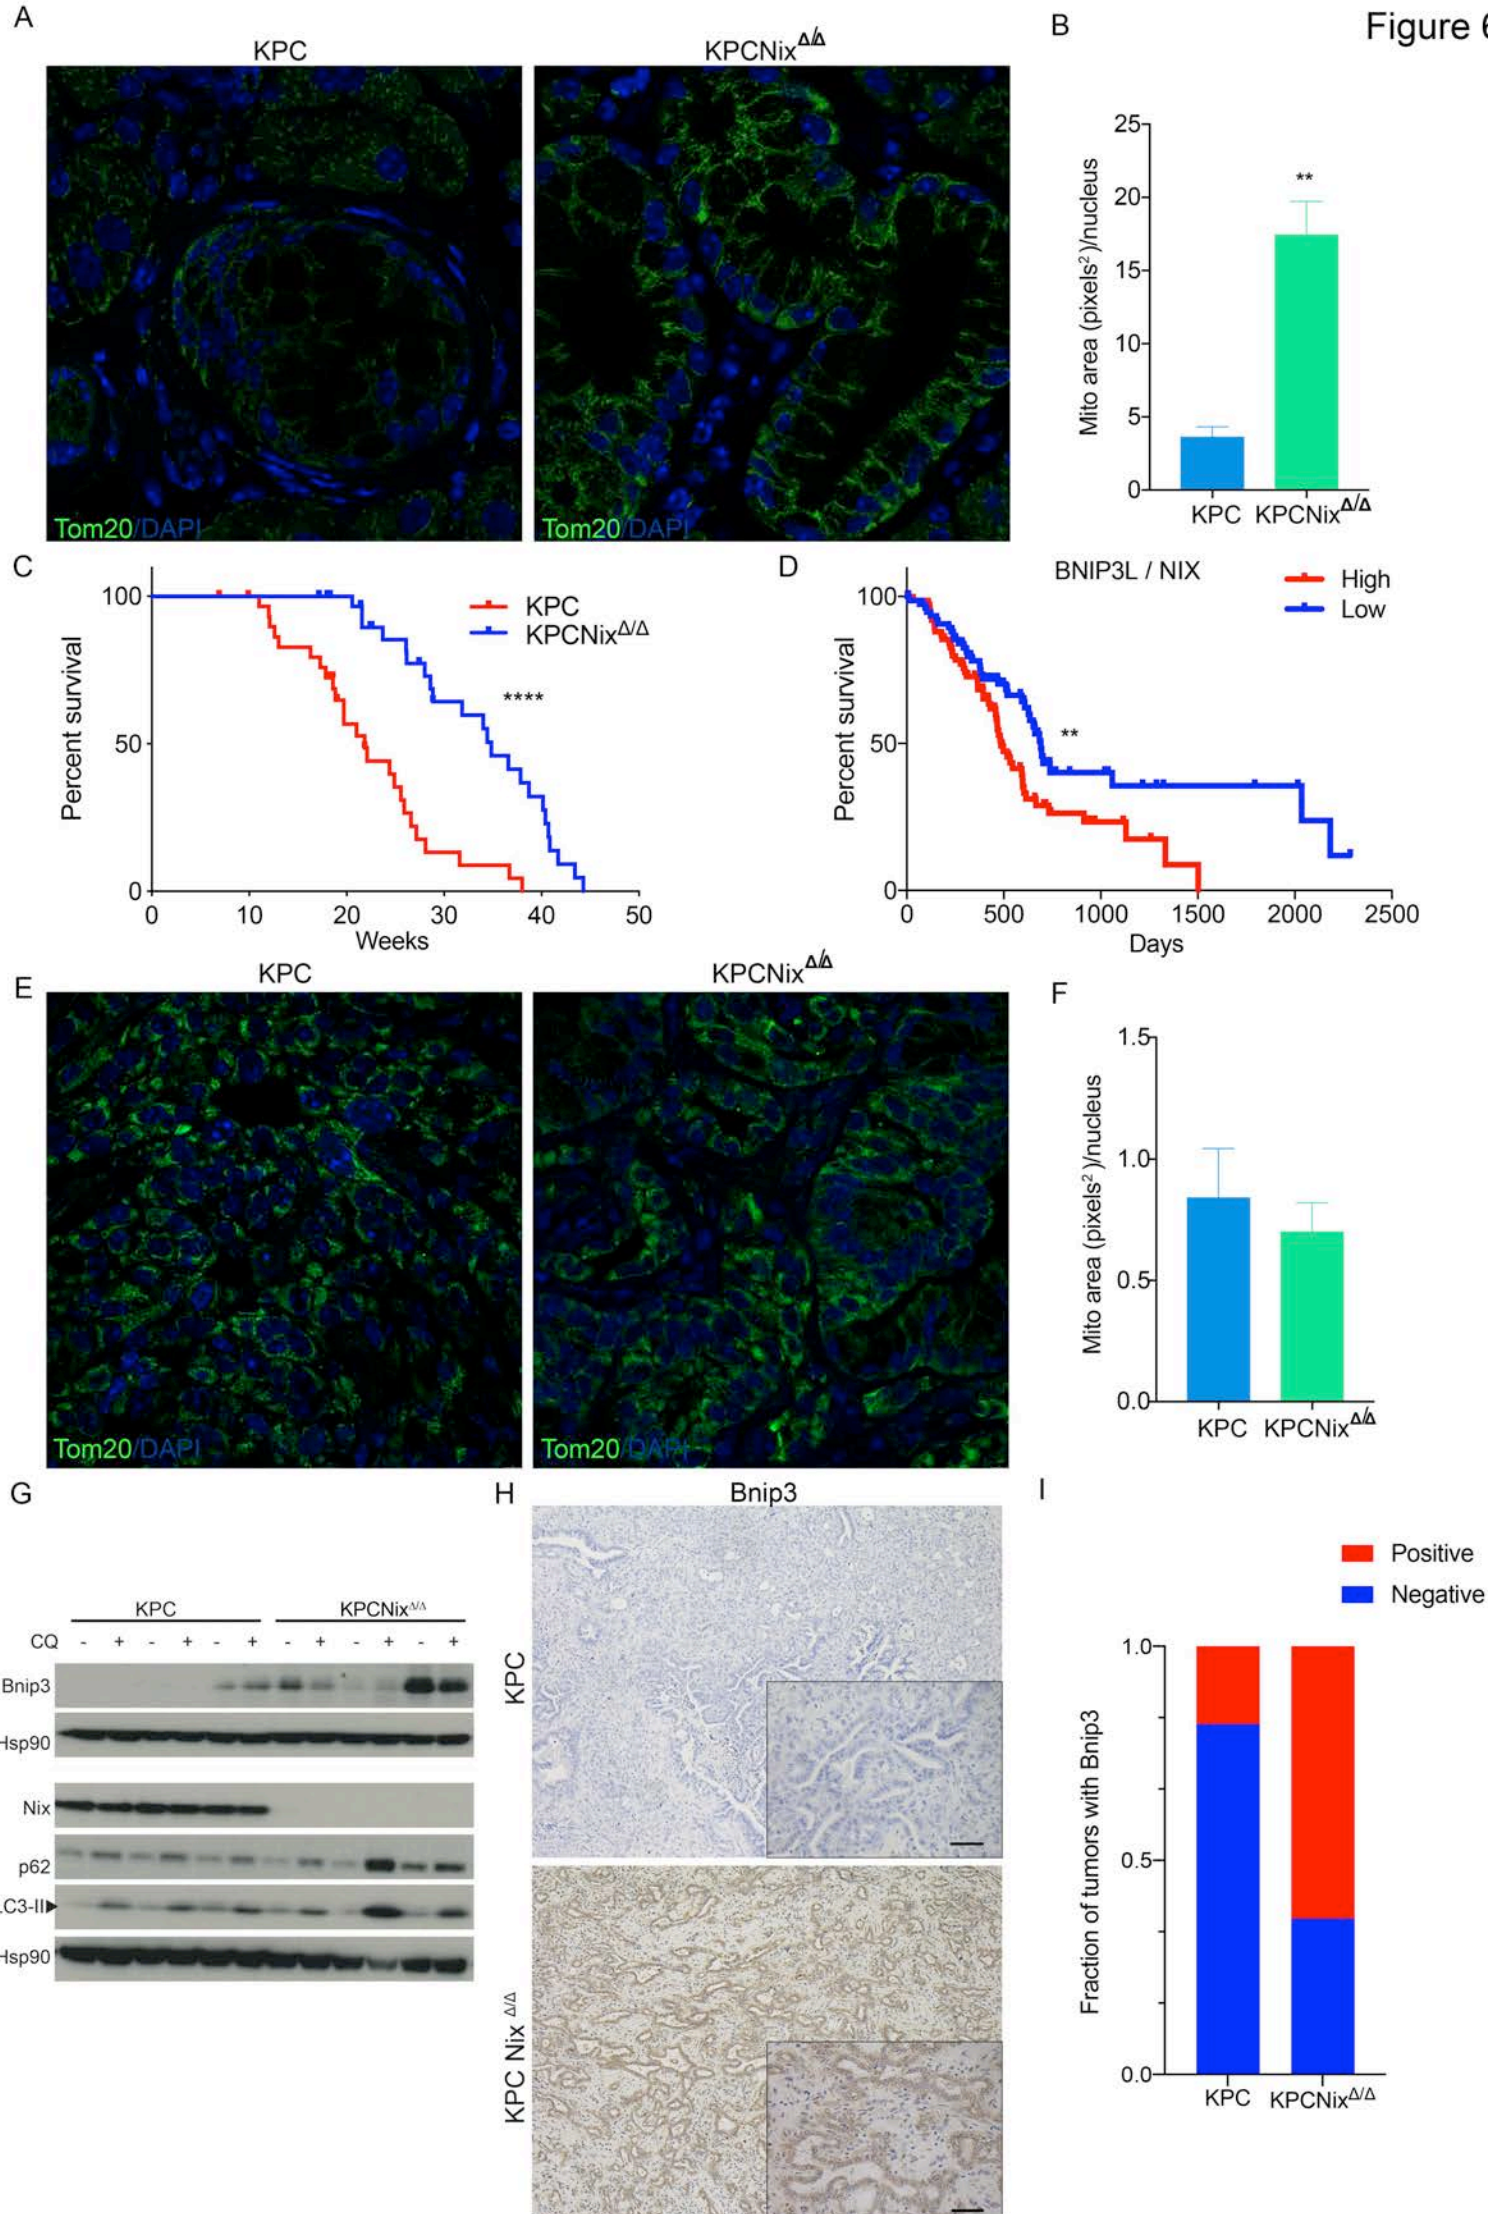 Figure 6
A
KPC
KPCNix Δ/Δ
Tom20/DAPI
Tom20/DAPI
B
Mito area (pixels²)/nucleus
25
20
15
10
5
0
**
KPC
KPCNix Δ/Δ
C
Percent survival
100
50
0
0 10 20 30 40 50
Weeks
KPC
KPCNix Δ/Δ
****
D
BNIP3L / NIX
High
Low
Percent survival
100
50
0
**
0 500 1000 1500 2000 2500
Days
E
KPC
KPCNix Δ/Δ
Tom20/DAPI
Tom20/DAPI
F
Mito area (pixels²)/nucleus
1.5
1.0
0.5
0.0
KPC
KPCNix Δ/Δ
G
KPC
KPCNix Δ/Δ
CQ - + - + - + - + - + - +
Bnip3
Hsp90
Nix
p62
LC3-II
Hsp90
H
Bnip3
KPC
KPC Nix Δ/Δ
I
Positive
Negative
Fraction of tumors with Bnip3
1.0
0.5
0.0
KPC
KPCNix Δ/Δ